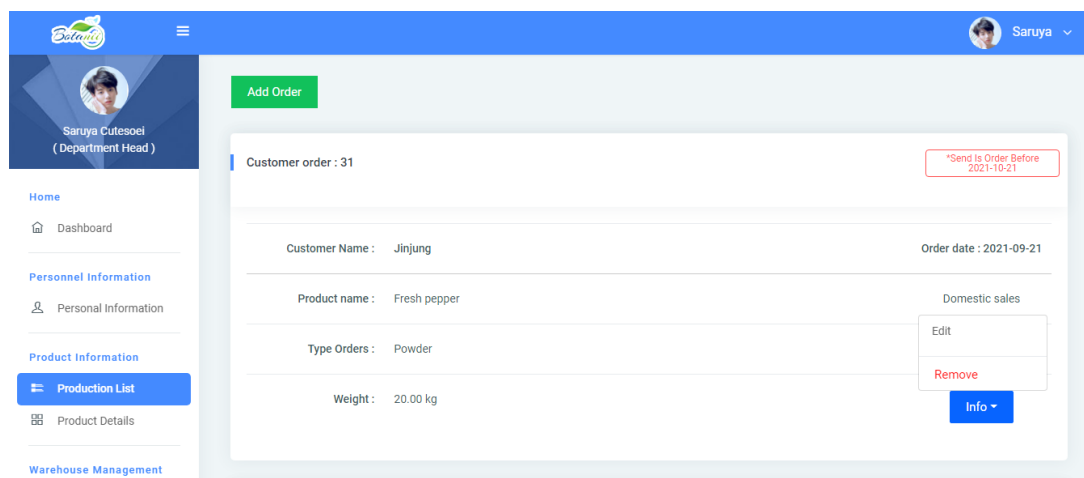 Botanic
Saruya
Saruya Cutesoei
( Department Head )
Home
Dashboard
Personnel Information
Personal Information
Product Information
Production List
Product Details
Warehouse Management
Add Order
Customer order : 31
*Send Is Order Before
2021-10-21
Customer Name : Jinjung Order date : 2021-09-21
Product name : Fresh pepper Domestic sales
Type Orders : Powder
Weight : 20.00 kg
Edit
Remove
Info